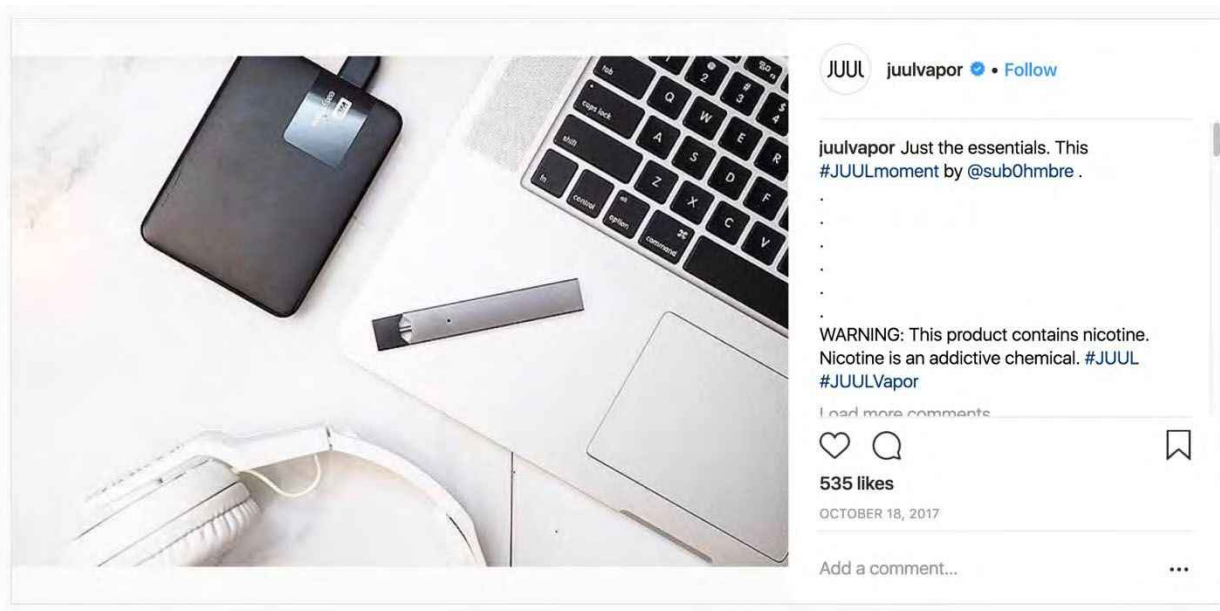 JUUL
juulvapor • Follow
juulvapor Just the essentials. This
#JUULmoment by @sub0hmbre .
.
.
.
.
.
.
WARNING: This product contains nicotine.
Nicotine is an addictive chemical. #JUUL
#JUULVapor
Load more comments
535 likes
OCTOBER 18, 2017
Add a comment...
tab
Q
W
E
R
caps lock
A
S
D
F
shift
Z
X
C
V
fn
control
alt
option
⌘
command
@
2
#
3
$
4